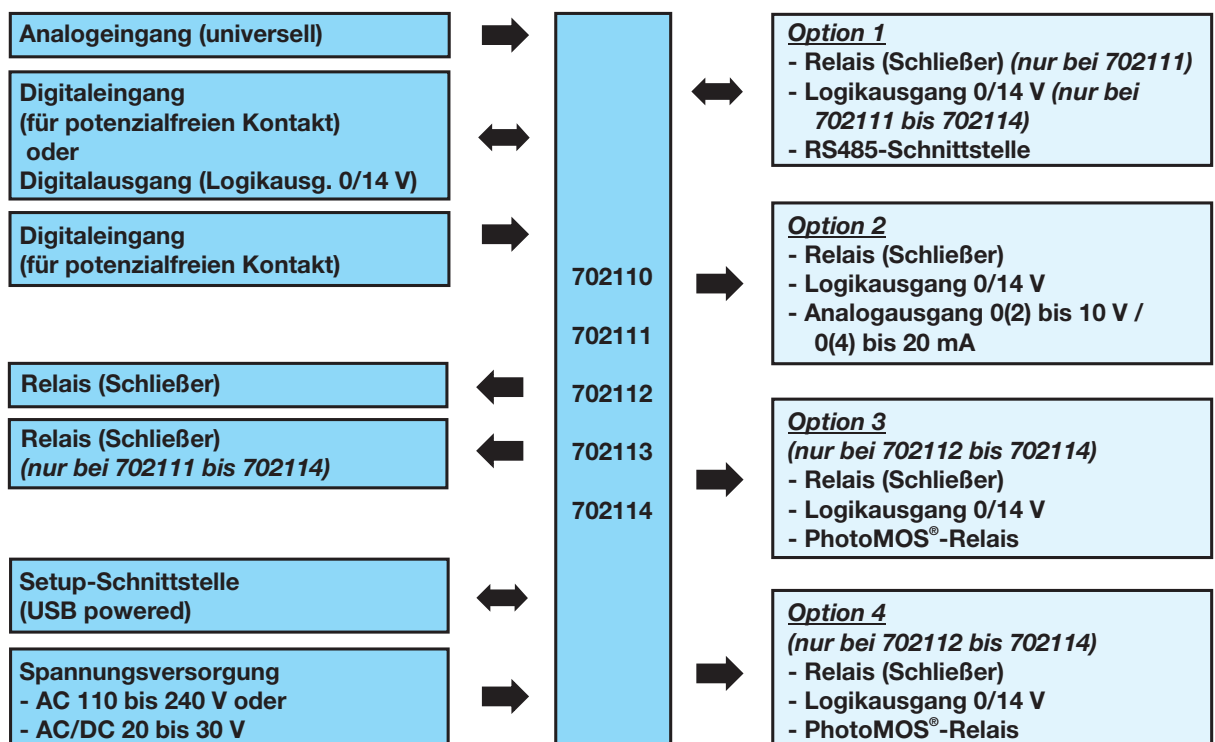 Analogeingang (universell)
Digitaleingang
(für potenzialfreien Kontakt)
oder
Digitalausgang (Logikausg. 0/14 V)
Digitaleingang
(für potenzialfreien Kontakt)
Relais (Schließer)
Relais (Schließer)
(nur bei 702111 bis 702114)
Setup-Schnittstelle
(USB powered)
Spannungsversorgung
- AC 110 bis 240 V oder
- AC/DC 20 bis 30 V
702110
702111
702112
702113
702114
Option 1
- Relais (Schließer) (nur bei 702111)
- Logikausgang 0/14 V (nur bei
702111 bis 702114)
- RS485-Schnittstelle
Option 2
- Relais (Schließer)
- Logikausgang 0/14 V
- Analogausgang 0(2) bis 10 V /
0(4) bis 20 mA
Option 3
(nur bei 702112 bis 702114)
- Relais (Schließer)
- Logikausgang 0/14 V
- PhotoMOS®-Relais
Option 4
(nur bei 702112 bis 702114)
- Relais (Schließer)
- Logikausgang 0/14 V
- PhotoMOS®-Relais